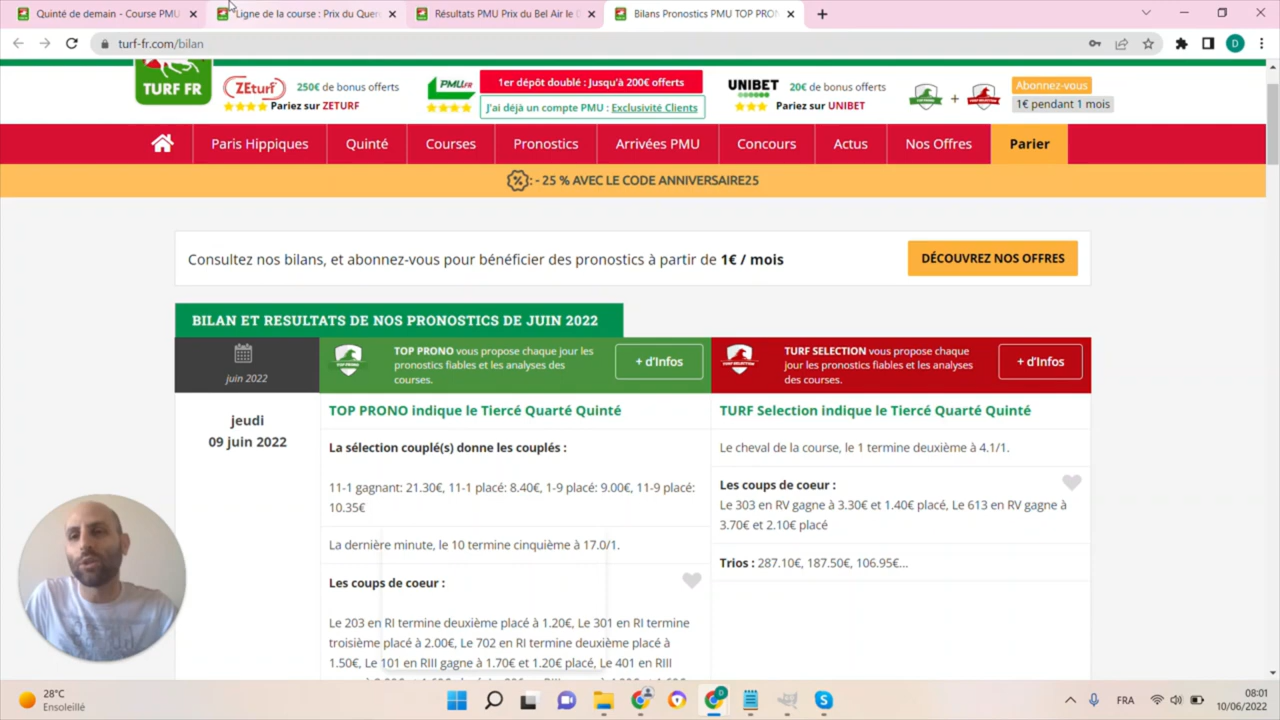 Quinté de demain - Course PMU
Ligne de la course : Prix du Quer
Résultats PMU Prix du Bel Air le
Bilans Pronostics PMU TOP PRO
turf-fr.com/bilan
D
TURF FR
ZEturf
250€ de bonus offerts
Pariez sur ZETURF
PMU.fr
1er dépôt doublé : Jusqu'à 200€ offerts
J'ai déjà un compte PMU : Exclusivité Clients
UNIBET
20€ de bonus offerts
Pariez sur UNIBET
TOP PRONO
+
TURF SELECTION
Abonnez-vous
1€ pendant 1 mois
Paris Hippiques
Quinté
Courses
Pronostics
Arrivées PMU
Concours
Actus
Nos Offres
Parier
: - 25 % AVEC LE CODE ANNIVERSAIRE25
Consultez nos bilans, et abonnez-vous pour bénéficier des pronostics à partir de 1€ / mois
DÉCOUVREZ NOS OFFRES
BILAN ET RESULTATS DE NOS PRONOSTICS DE JUIN 2022
juin 2022
TOP PRONO
TOP PRONO vous propose chaque jour les
pronostics fiables et les analyses des
courses.
+ d'Infos
TURF SELECTION
TURF SELECTION vous propose chaque
jour les pronostics fiables et les analyses
des courses.
+ d'Infos
jeudi
09 juin 2022
TOP PRONO indique le Tiercé Quarté Quinté
La sélection couplé(s) donne les couplés :
11-1 gagnant: 21.30€, 11-1 placé: 8.40€, 1-9 placé: 9.00€, 11-9 placé:
10.35€
La dernière minute, le 10 termine cinquième à 17.0/1.
Les coups de coeur :
Le 203 en RI termine deuxième placé à 1.20€, Le 301 en RI termine
troisième placé à 2.00€, Le 702 en RI termine deuxième placé à
1.50€, Le 101 en RIII gagne à 1.70€ et 1.20€ placé, Le 401 en RIII
TURF Selection indique le Tiercé Quarté Quinté
Le cheval de la course, le 1 termine deuxième à 4.1/1.
Les coups de coeur :
Le 303 en RV gagne à 3.30€ et 1.40€ placé, Le 613 en RV gagne à
3.70€ et 2.10€ placé
Trios : 287.10€, 187.50€, 106.95€...
28°C
Ensoleillé
FRA
08:01
10/06/2022